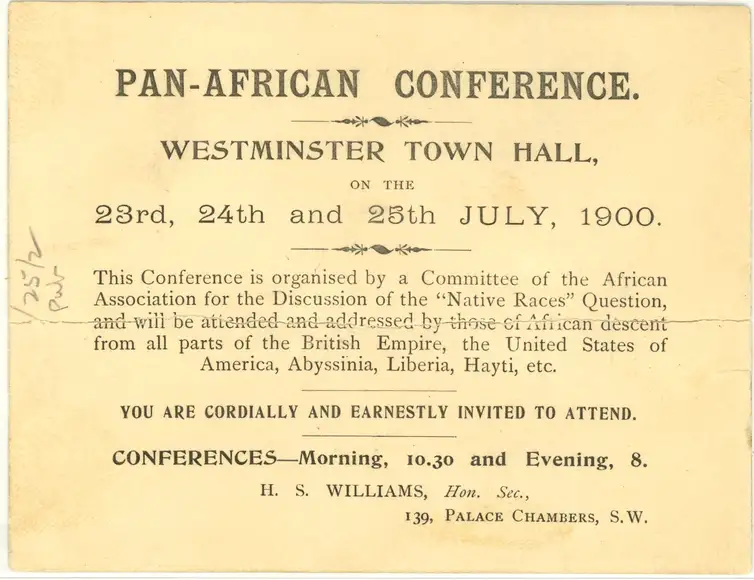 PAN-AFRICAN CONFERENCE.
WESTMINSTER TOWN HALL,
ON THE
23rd, 24th and 25th JULY, 1900.
This Conference is organised by a Committee of the African
Association for the Discussion of the “Native Races” Question,
and will be attended and addressed by those of African descent
from all parts of the British Empire, the United States of
America, Abyssinia, Liberia, Hayti, etc.
YOU ARE CORDIALLY AND EARNESTLY INVITED TO ATTEND.
CONFERENCES—Morning, 10.30 and Evening, 8.
H. S. WILLIAMS, Hon. Sec.,
139, PALACE CHAMBERS, S.W.